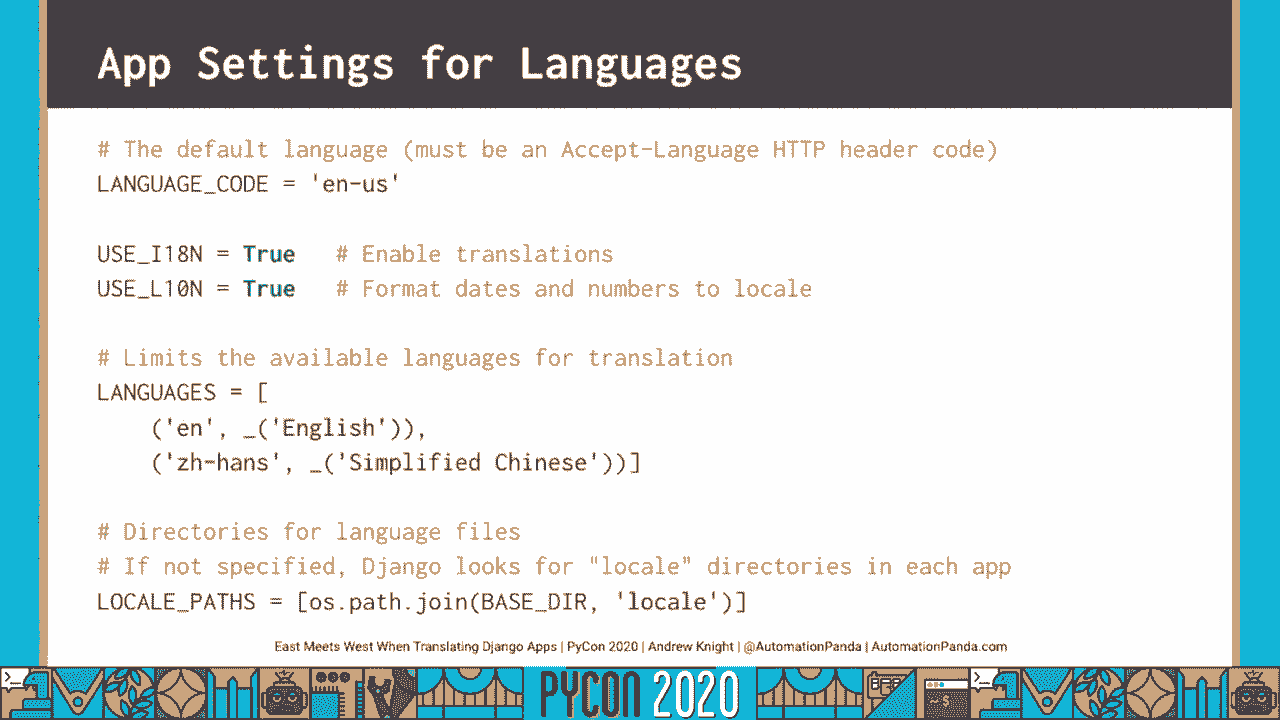 App Settings for Languages
# The default language (must be an Accept-Language HTTP header code)
LANGUAGE_CODE = 'en-us'
USE_I18N = True   # Enable translations
USE_L10N = True   # Format dates and numbers to locale
# Limits the available languages for translation
LANGUAGES = [
    ('en', _('English')),
    ('zh-hans', _('Simplified Chinese'))]
# Directories for language files
# If not specified, Django looks for "locale" directories in each app
LOCALE_PATHS = [os.path.join(BASE_DIR, 'locale')]
East Meets West When Translating Django Apps | PyCon 2020 | Andrew Knight | @AutomationPanda | AutomationPanda.com
PYCON 2020